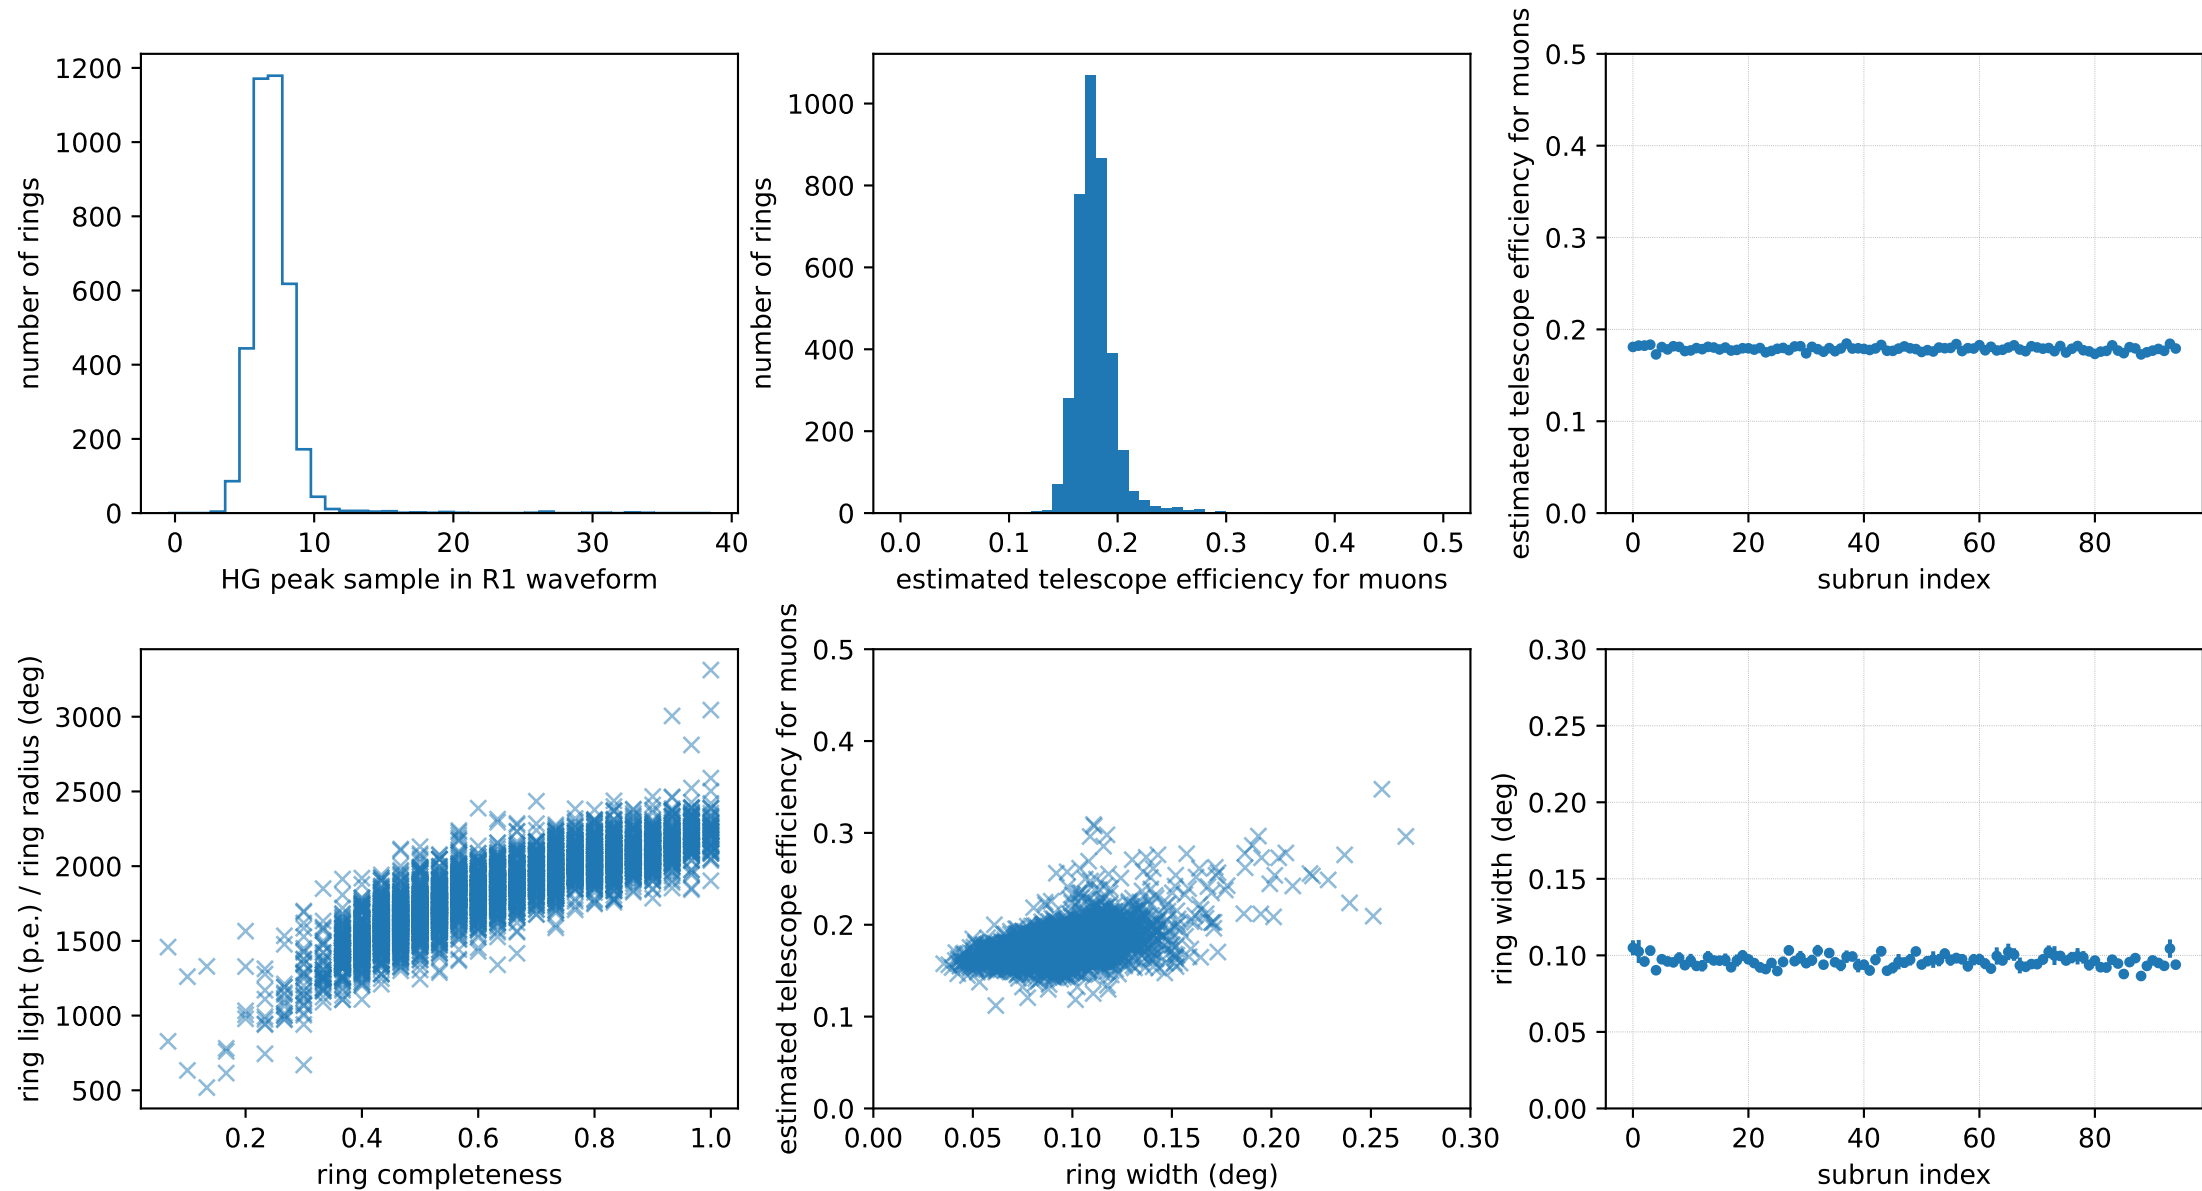 1200
1000
800
600
400
200
0
number of rings
0 10 20 30 40
HG peak sample in R1 waveform
1000
800
600
400
200
0
number of rings
0.0 0.1 0.2 0.3 0.4 0.5
estimated telescope efficiency for muons
0.5
0.4
0.3
0.2
0.1
0.0
estimated telescope efficiency for muons
0 20 40 60 80
subrun index
3000
2500
2000
1500
1000
500
ring light (p.e.) / ring radius (deg)
0.2 0.4 0.6 0.8 1.0
ring completeness
0.5
0.4
0.3
0.2
0.1
0.0
estimated telescope efficiency for muons
0.00 0.05 0.10 0.15 0.20 0.25 0.30
ring width (deg)
0.30
0.25
0.20
0.15
0.10
0.05
0.00
ring width (deg)
0 20 40 60 80
subrun index